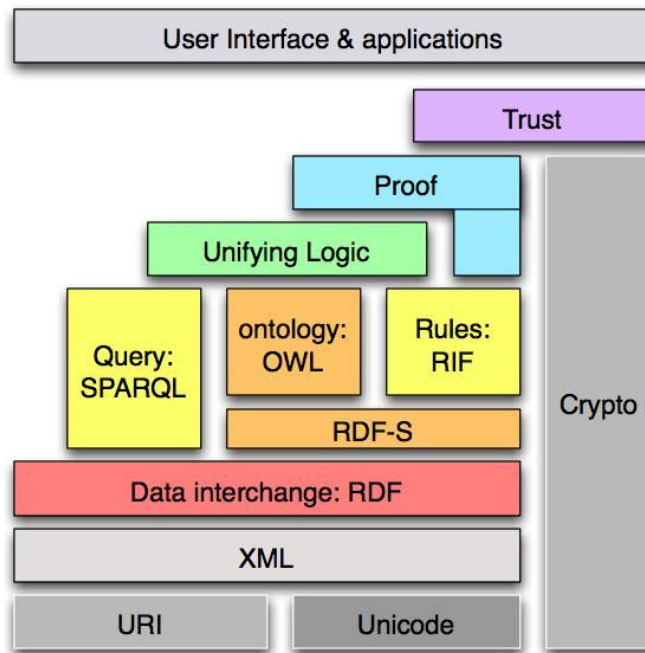 User Interface & applications
Trust
Proof
Unifying Logic
Query:
SPARQL
ontology:
OWL
Rules:
RIF
RDF-S
Crypto
Data interchange: RDF
XML
URI
Unicode